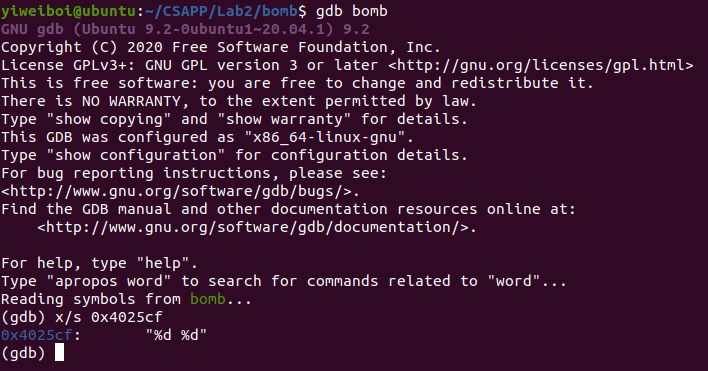 yiweiboi@ubuntu:~/CSAPP/Lab2/bomb$ gdb bomb
GNU gdb (Ubuntu 9.2-0ubuntu1~20.04.1) 9.2
Copyright (C) 2020 Free Software Foundation, Inc.
License GPLv3+: GNU GPL version 3 or later <http://gnu.org/licenses/gpl.html>
This is free software: you are free to change and redistribute it.
There is NO WARRANTY, to the extent permitted by law.
Type "show copying" and "show warranty" for details.
This GDB was configured as "x86_64-linux-gnu".
Type "show configuration" for configuration details.
For bug reporting instructions, please see:
<http://www.gnu.org/software/gdb/bugs/>.
Find the GDB manual and other documentation resources online at:
    <http://www.gnu.org/software/gdb/documentation/>.

For help, type "help".
Type "apropos word" to search for commands related to "word"...
Reading symbols from bomb...
(gdb) x/s 0x4025cf
0x4025cf:       "%d %d"
(gdb)